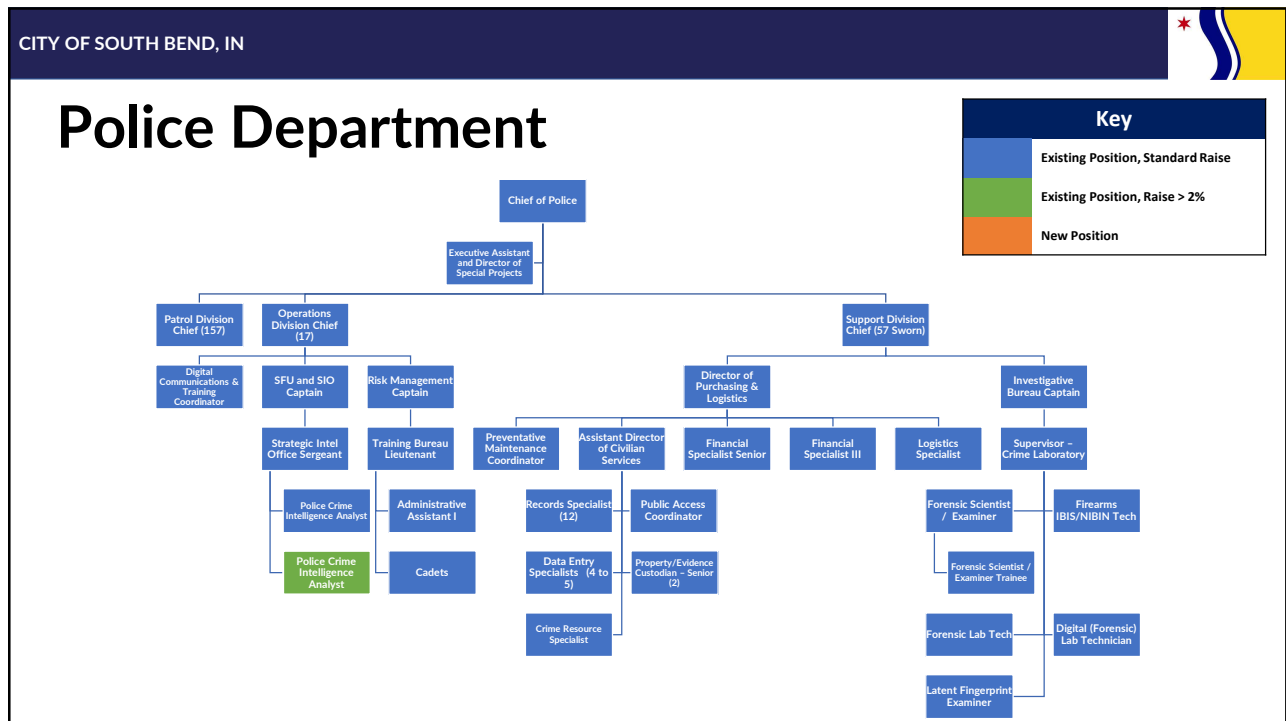 CITY OF SOUTH BEND, IN
Police Department
Key
Existing Position, Standard Raise
Existing Position, Raise > 2%
New Position
Chief of Police
Executive Assistant
and Director of
Special Projects
Patrol Division
Chief (157)
Operations
Division Chief
(17)
Support Division
Chief (57 Sworn)
Digital
Communications &
Training
Coordinator
SFU and SIO
Captain
Risk Management
Captain
Director of
Purchasing &
Logistics
Investigative
Bureau Captain
Strategic Intel
Office Sergeant
Training Bureau
Lieutenant
Preventative
Maintenance
Coordinator
Assistant Director
of Civilian
Services
Financial
Specialist Senior
Financial
Specialist III
Logistics
Specialist
Supervisor –
Crime Laboratory
Police Crime
Intelligence Analyst
Administrative
Assistant I
Records Specialist
(12)
Public Access
Coordinator
Forensic Scientist
/ Examiner
Firearms
IBIS/NIBIN Tech
Police Crime
Intelligence
Analyst
Cadets
Data Entry
Specialists (4 to
5)
Property/Evidence
Custodian – Senior
(2)
Forensic Scientist /
Examiner Trainee
Crime Resource
Specialist
Forensic Lab Tech
Digital (Forensic)
Lab Technician
Latent Fingerprint
Examiner